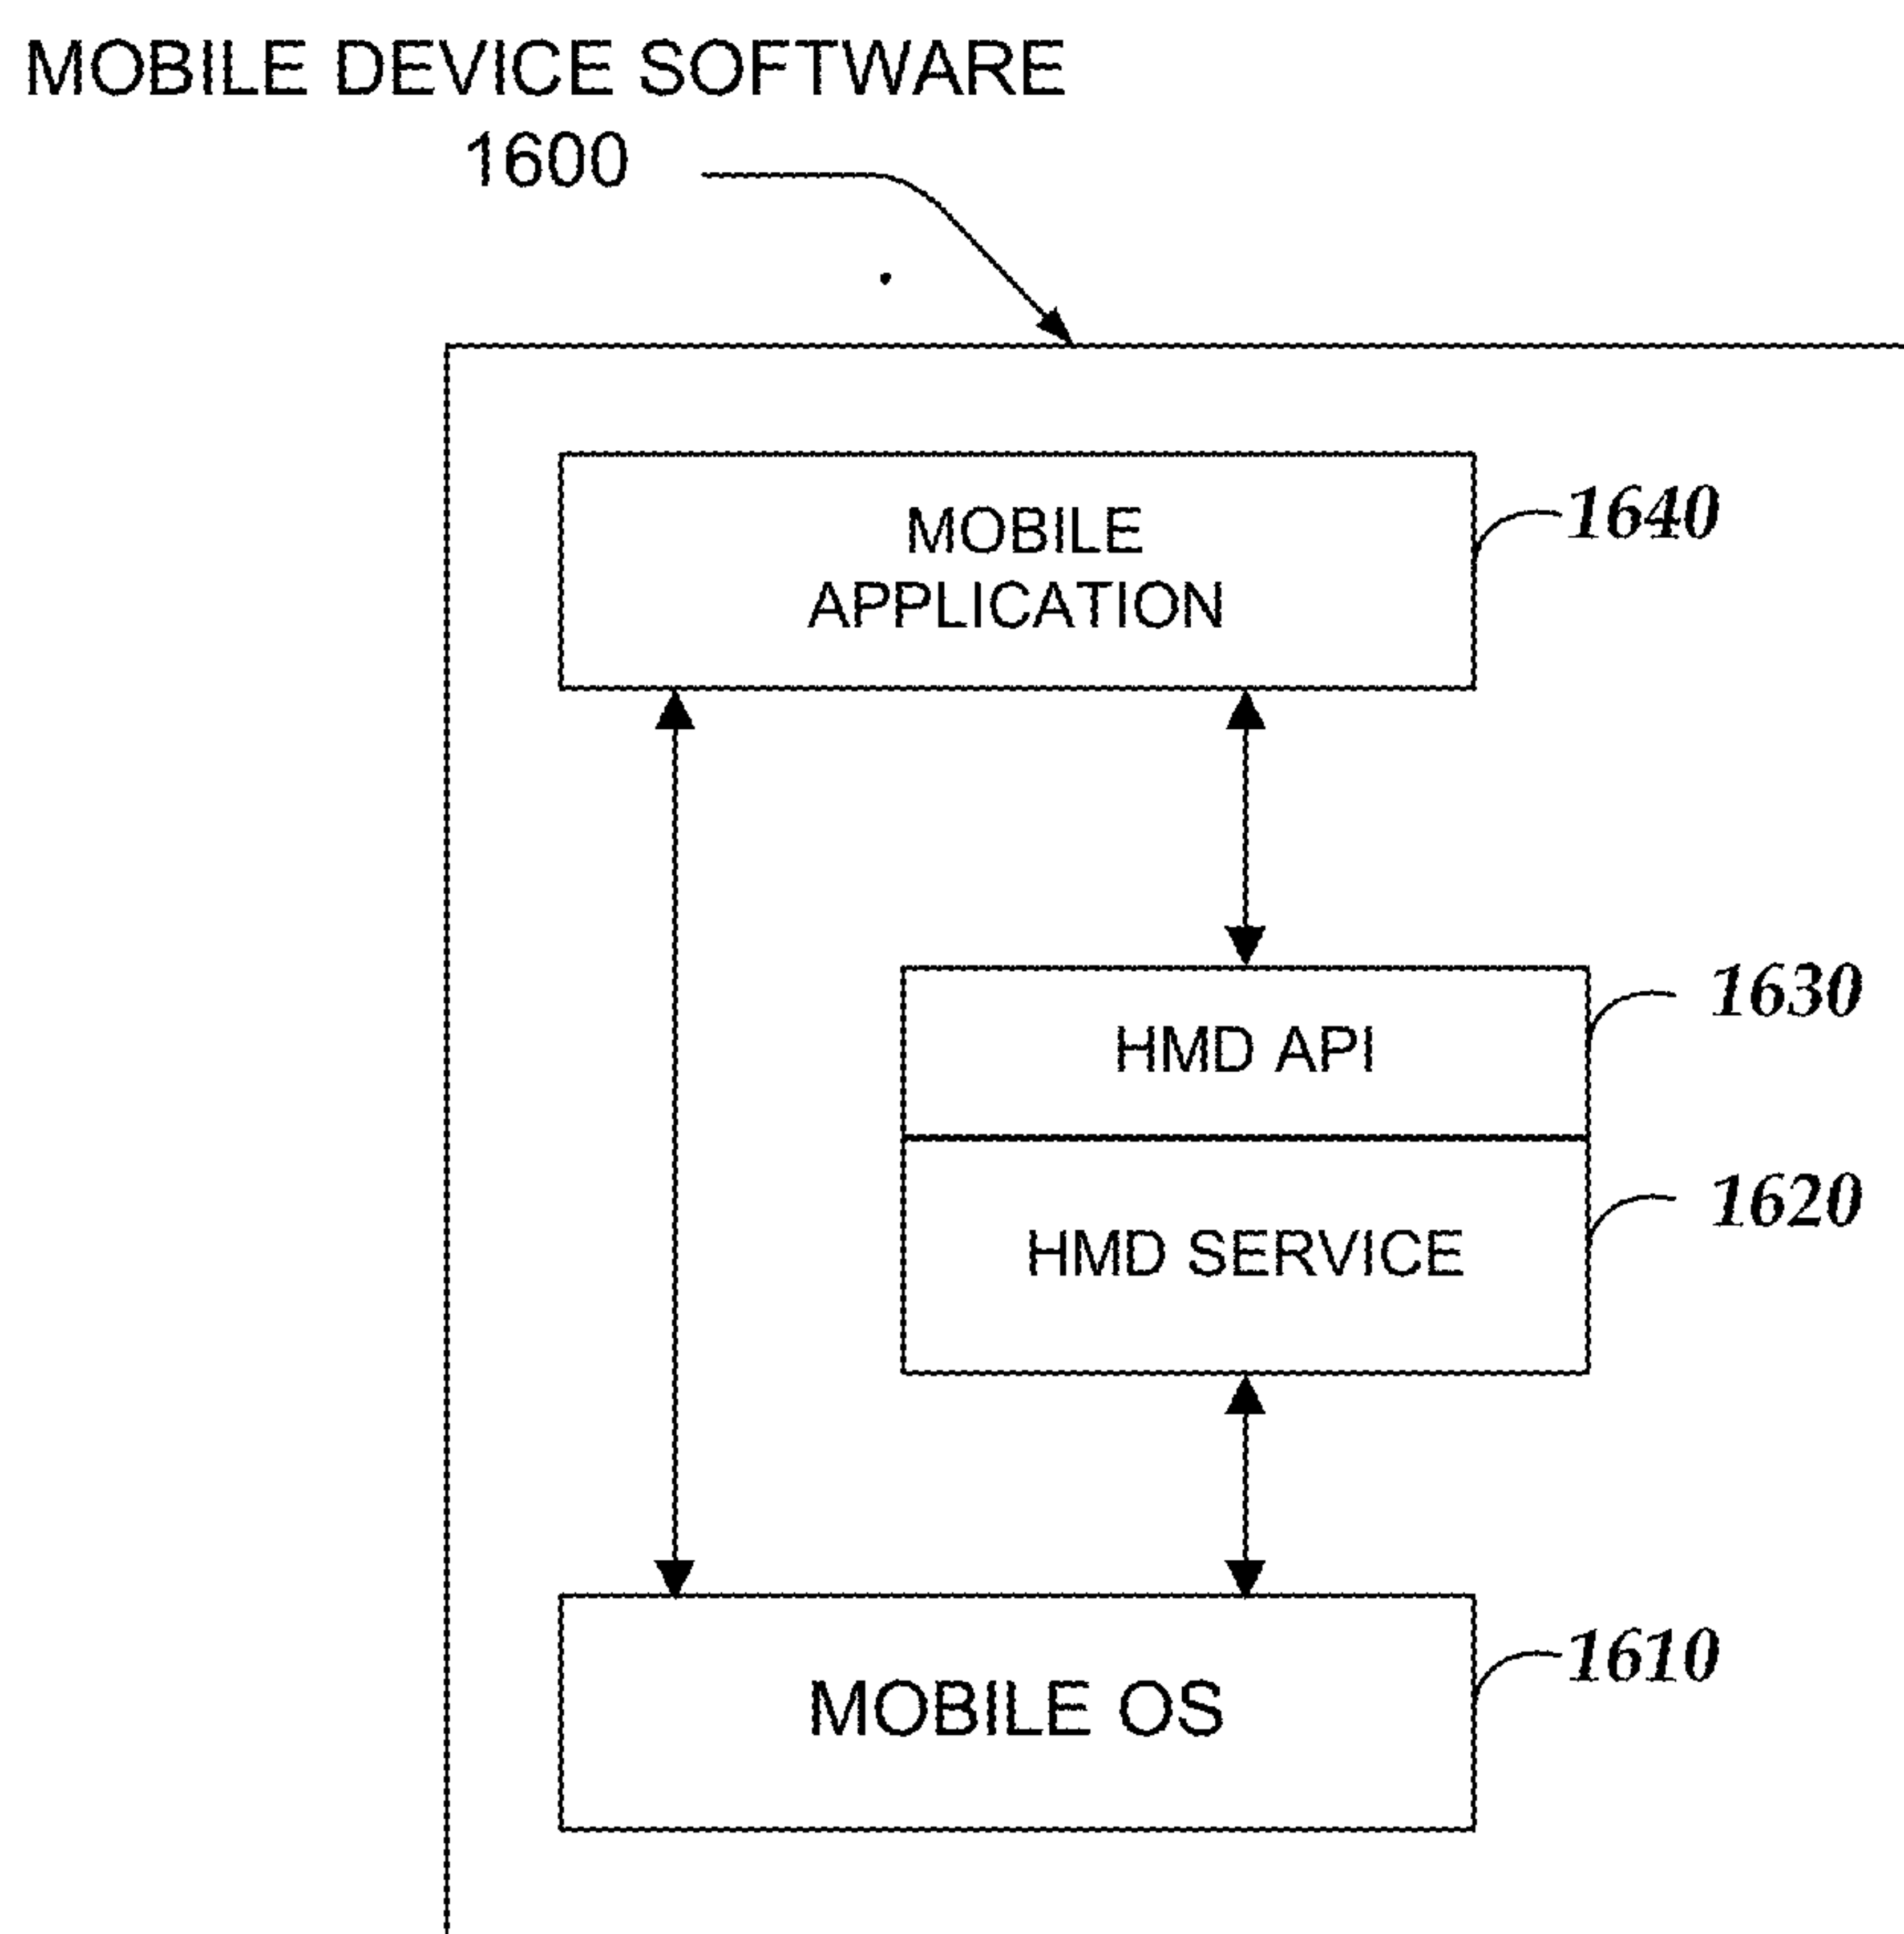 MOBILE DEVICE SOFTWARE
1600
MOBILE
APPLICATION
1640
HMD API
1630
HMD SERVICE
1620
MOBILE OS
1610